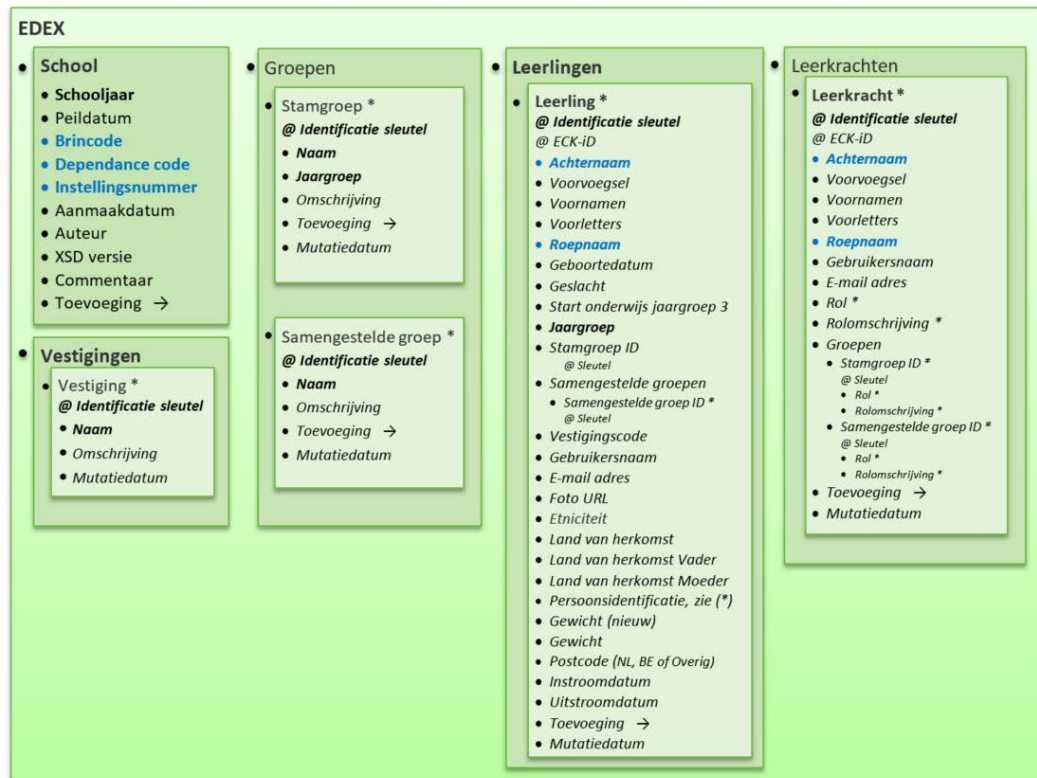 EDEX
• School
• Schooljaar
• Peildatum
• Brincode
• Dependance code
• Instellingsnummer
• Aanmaakdatum
• Auteur
• XSD versie
• Commentaar
• Toevoeging →
• Vestigingen
• Vestiging *
@ Identificatie sleutel
• Naam
• Omschrijving
• Mutatiedatum
• Groepen
• Stamgroep *
@ Identificatie sleutel
• Naam
• Jaargroep
• Omschrijving
• Toevoeging →
• Mutatiedatum
• Samengestelde groep *
@ Identificatie sleutel
• Naam
• Omschrijving
• Toevoeging →
• Mutatiedatum
• Leerlingen
• Leerling *
@ Identificatie sleutel
@ ECK-iD
• Achternaam
• Voorvoegsel
• Voornamen
• Voorletters
• Roepnaam
• Geboortedatum
• Geslacht
• Start onderwijs jaargroep 3
• Jaargroep
• Stamgroep ID
@ Sleutel
• Samengestelde groepen
• Samengestelde groep ID *
@ Sleutel
• Vestigingscode
• Gebruikersnaam
• E-mail adres
• Foto URL
• Etniciteit
• Land van herkomst
• Land van herkomst Vader
• Land van herkomst Moeder
• Persoonsidentificatie, zie (*)
• Gewicht (nieuw)
• Gewicht
• Postcode (NL, BE of Overig)
• Instroomdatum
• Uitstroomdatum
• Toevoeging →
• Mutatiedatum
• Leerkrachten
• Leerkracht *
@ Identificatie sleutel
@ ECK-iD
• Achternaam
• Voorvoegsel
• Voornamen
• Voorletters
• Roepnaam
• Gebruikersnaam
• E-mail adres
• Rol *
• Rolomschrijving *
• Groepen
• Stamgroep ID *
@ Sleutel
• Rol *
• Rolomschrijving *
• Samengestelde groep ID *
@ Sleutel
• Rol *
• Rolomschrijving *
• Toevoeging →
• Mutatiedatum